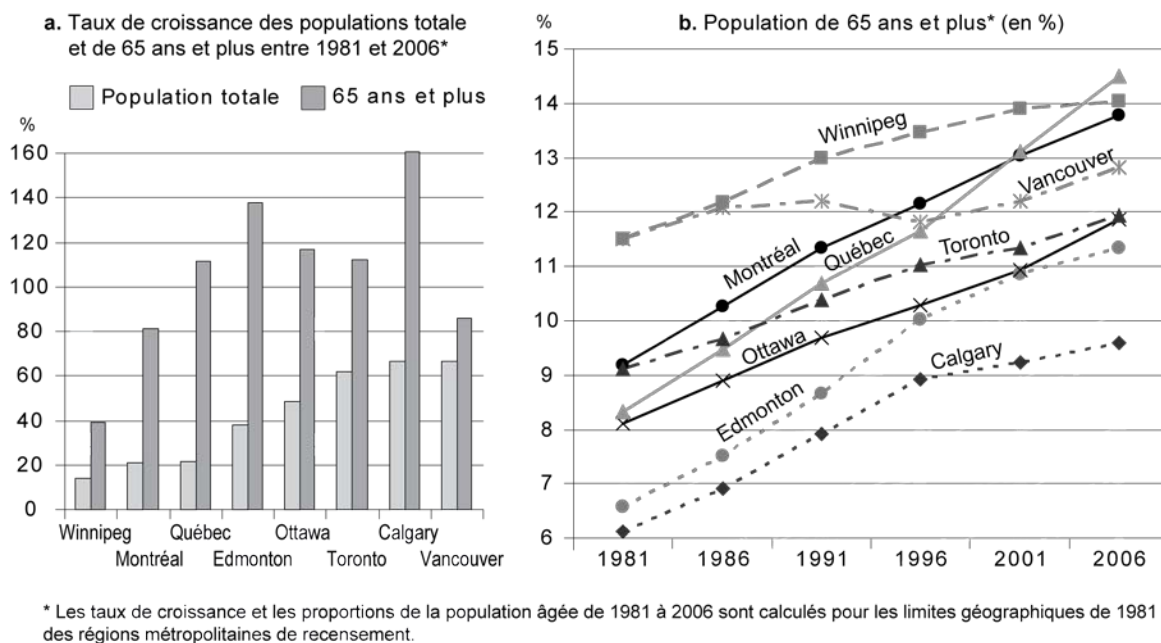 a. Taux de croissance des populations totale
et de 65 ans et plus entre 1981 et 2006*
Population totale 65 ans et plus
%
160
140
120
100
80
60
40
20
0
Winnipeg Québec Ottawa Calgary
Montréal Edmonton Toronto Vancouver
% b. Population de 65 ans et plus* (en %)
15
14
13
12
11
10
9
8
7
6
Winnipeg
Vancouver
Montréal
Québec
Toronto
Ottawa
Calgary
Edmonton
1981 1986 1991 1996 2001 2006
* Les taux de croissance et les proportions de la population âgée de 1981 à 2006 sont calculés pour les limites géographiques de 1981
des régions métropolitaines de recensement.